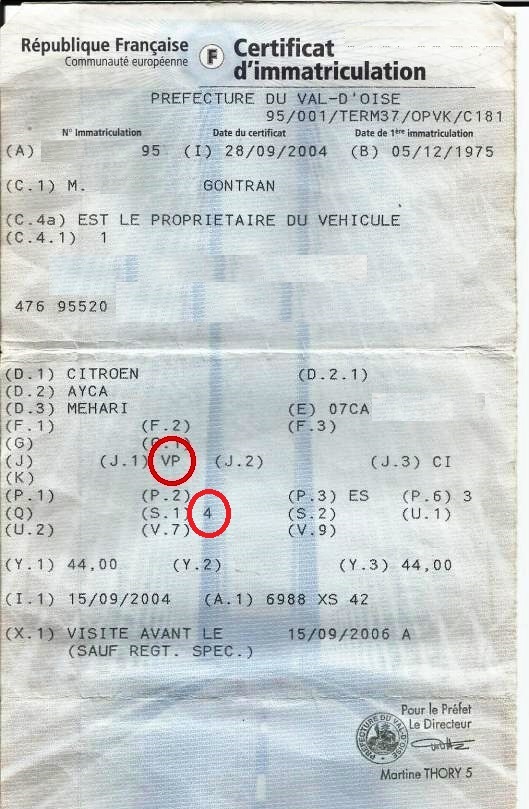 République Française
Communauté européenne
F
Certificat
d'immatriculation
PREFECTURE DU VAL-D'OISE
95/001/TERM37/OPVK/C181
N° Immatriculation Date du certificat Date de 1ère immatriculation
(A) 95 (I) 28/09/2004 (B) 05/12/1975
(C.1) M. GONTRAN
(C.4a) EST LE PROPRIETAIRE DU VEHICULE
(C.4.1) 1
476 95520
(D.1) CITROEN (D.2.1)
(D.2) AYCA
(D.3) MEHARI (E) 07CA
(F.1) (F.2) (F.3)
(G) (G.1)
(J) (J.1) VP (J.2) (J.3) CI
(K)
(P.1) (P.2) (P.3) ES (P.6) 3
(Q) (S.1) 4 (S.2) (U.1)
(U.2) (V.7) (V.9)
(Y.1) 44,00 (Y.2) (Y.3) 44,00
(I.1) 15/09/2004 (A.1) 6988 XS 42
(X.1) VISITE AVANT LE 15/09/2006 A
(SAUF REGT. SPEC.)
Pour le Préfet
Le Directeur
PREFECTURE DU VAL-D'OISE
Martine THORY 5